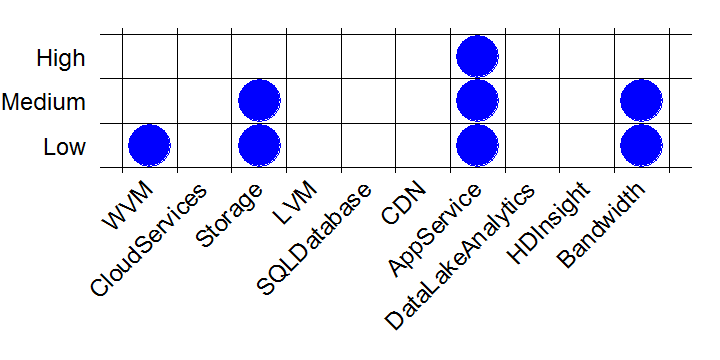 High
Medium
Low
WVM
CloudServices
Storage
LVM
SQLDatabase
CDN
AppService
DataLakeAnalytics
HDInsight
Bandwidth